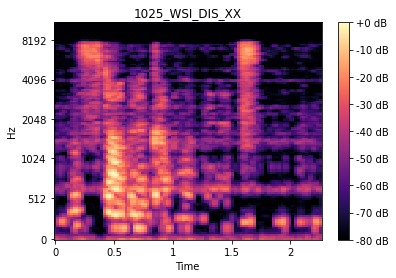 1025_WSI_DIS_XX
+0 dB
8192
-10 dB
4096
-20 dB
-30 dB
2048
Hz
-40 dB
1024
-50 dB
512
-60 dB
-70 dB
0
-80 dB
0
0.5
1
1.5
2
Time